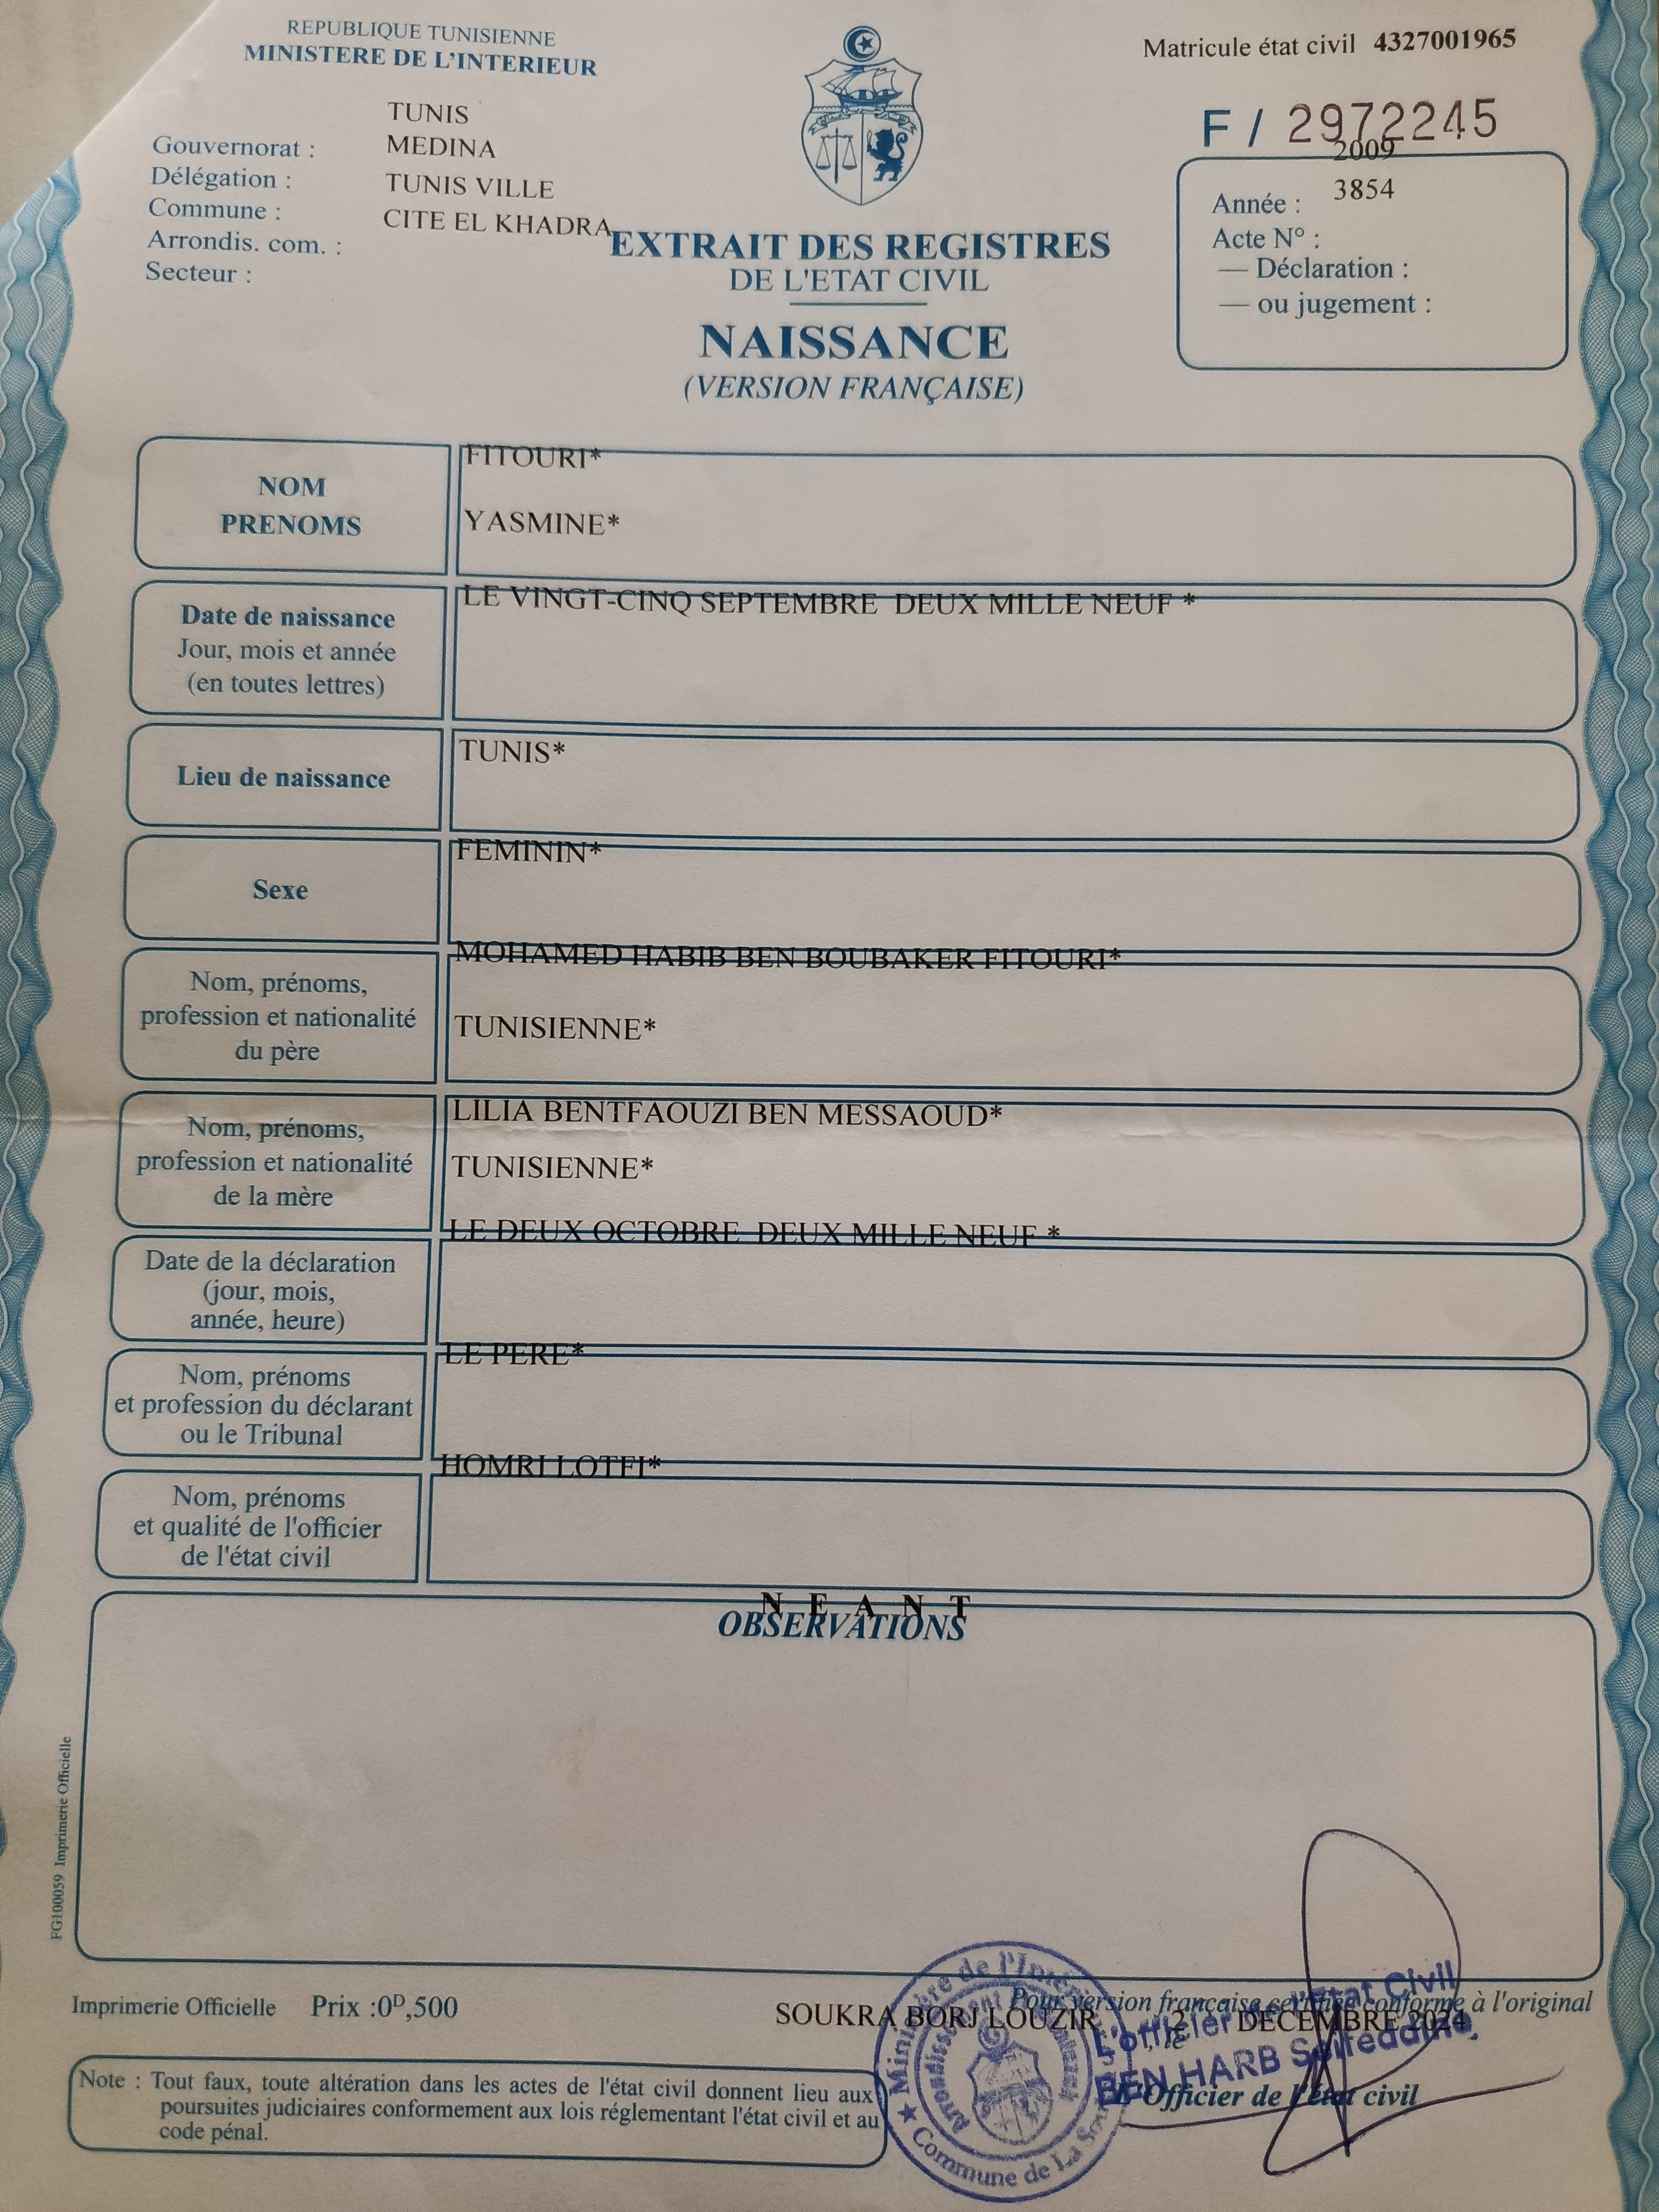 REPUBLIQUE TUNISIENNE
MINISTERE DE L'INTERIEUR
Matricule état civil 4327001965
F / 2972245
TUNIS
Gouvernorat :
MEDINA
Délégation :
TUNIS VILLE
Commune :
CITE EL KHADRA
Arrondis. com. :
Secteur :
2009
3854
Année :
Acte N° :
— Déclaration :
— ou jugement :
EXTRAIT DES REGISTRES
DE L'ETAT CIVIL
NAISSANCE
(VERSION FRANÇAISE)
NOM
PRENOMS
FITOURI*
YASMINE*
Date de naissance
Jour, mois et année
(en toutes lettres)
LE VINGT-CINQ SEPTEMBRE DEUX MILLE NEUF *
Lieu de naissance
TUNIS*
Sexe
FEMININ*
Nom, prénoms,
profession et nationalité
du père
MOHAMED HABIB BEN BOUBAKER FITOURI*
TUNISIENNE*
Nom, prénoms,
profession et nationalité
de la mère
LILIA BENTFAOUZI BEN MESSAOUD*
TUNISIENNE*
Date de la déclaration
(jour, mois,
année, heure)
LE DEUX OCTOBRE DEUX MILLE NEUF *
Nom, prénoms
et profession du déclarant
ou le Tribunal
LE PERE*
Nom, prénoms
et qualité de l'officier
de l'état civil
HOMRI LOTFI*
N E A N T
OBSERVATIONS
FG100059 Imprimerie Officielle
Imprimerie Officielle Prix :0D,500
Pour version française certifiée conforme à l'original
SOUKRA BORJ LOUZIR , le DECEMBRE 2024
L'officier Etat Civil
BEN HARB
L'Officier de l'état civil
Ministère de l'Intérieur
Commune de La
Note : Tout faux, toute altération dans les actes de l'état civil donnent lieu aux
poursuites judiciaires conformement aux lois réglementant l'état civil et au
code pénal.